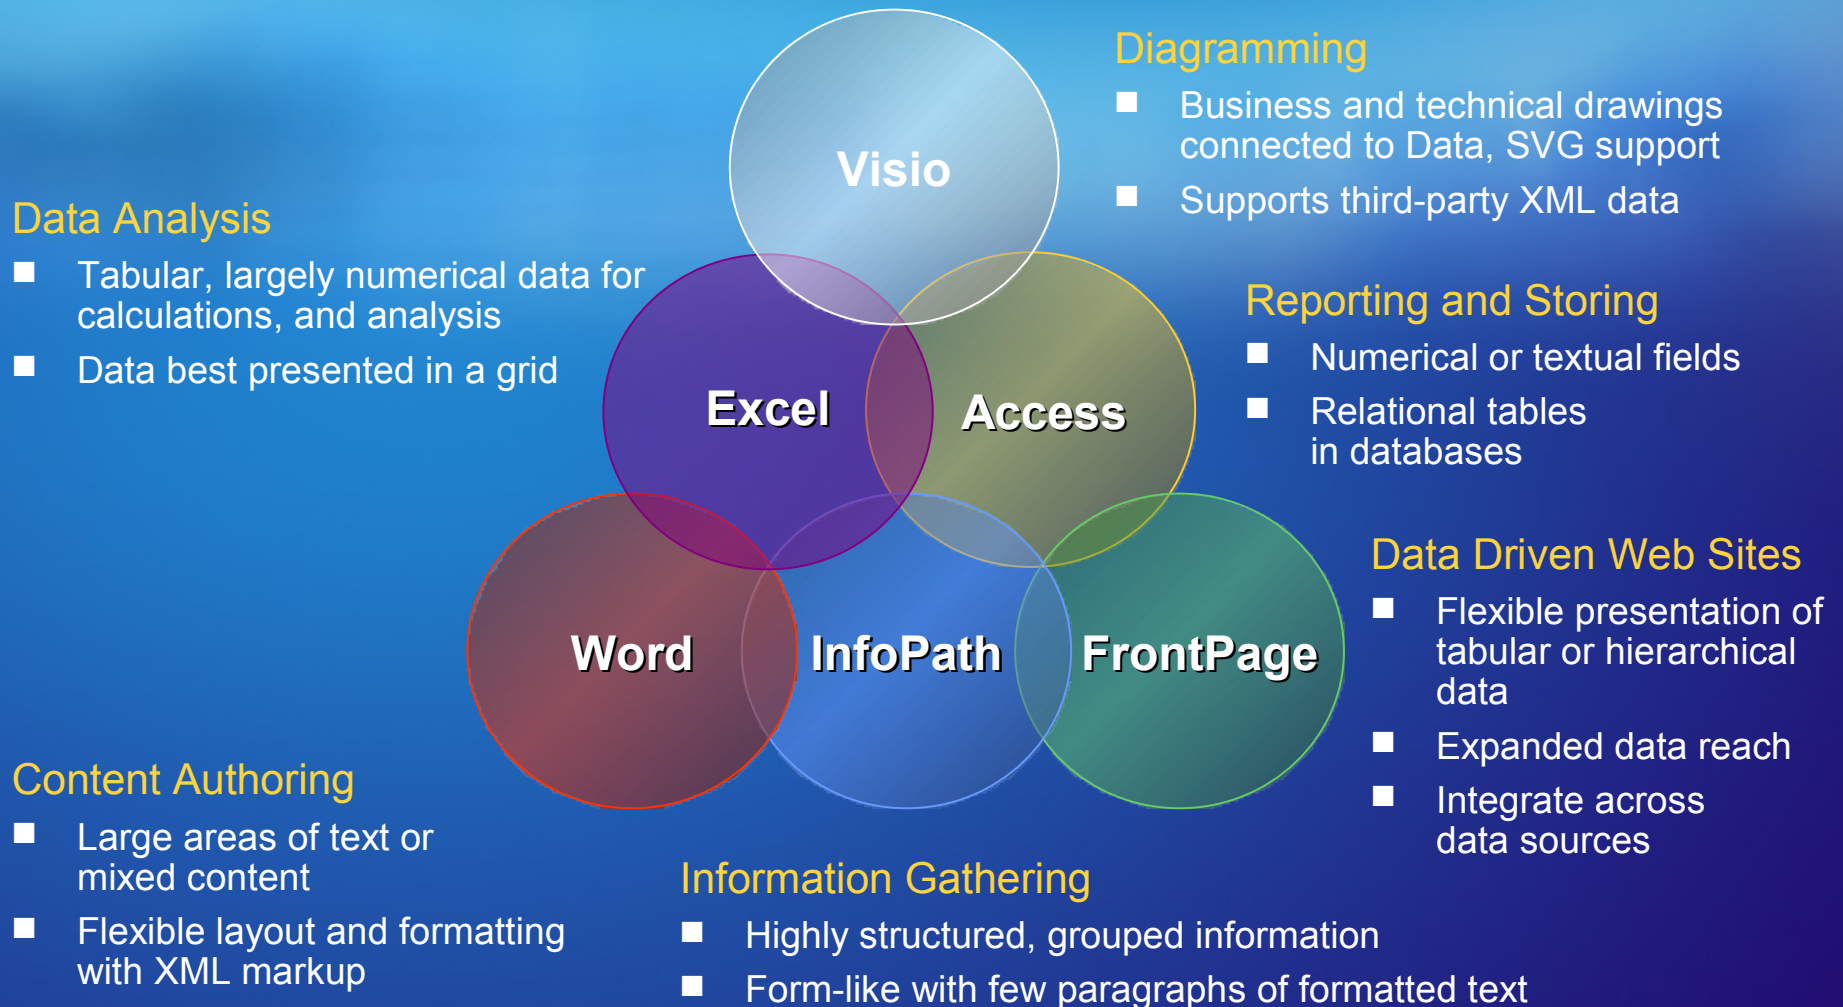 Visio
Excel
Access
Word
InfoPath
FrontPage
Diagramming
Business and technical drawings
connected to Data, SVG support
Supports third-party XML data
Data Analysis
Tabular, largely numerical data for
calculations, and analysis
Data best presented in a grid
Reporting and Storing
Numerical or textual fields
Relational tables
in databases
Data Driven Web Sites
Flexible presentation of
tabular or hierarchical
data
Expanded data reach
Integrate across
data sources
Content Authoring
Large areas of text or
mixed content
Flexible layout and formatting
with XML markup
Information Gathering
Highly structured, grouped information
Form-like with few paragraphs of formatted text